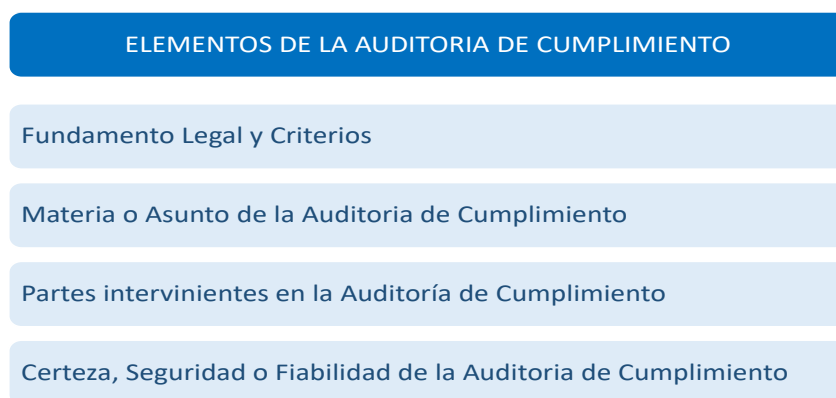 ELEMENTOS DE LA AUDITORIA DE CUMPLIMIENTO
Fundamento Legal y Criterios
Materia o Asunto de la Auditoria de Cumplimiento
Partes intervinientes en la Auditoría de Cumplimiento
Certeza, Seguridad o Fiabilidad de la Auditoria de Cumplimiento